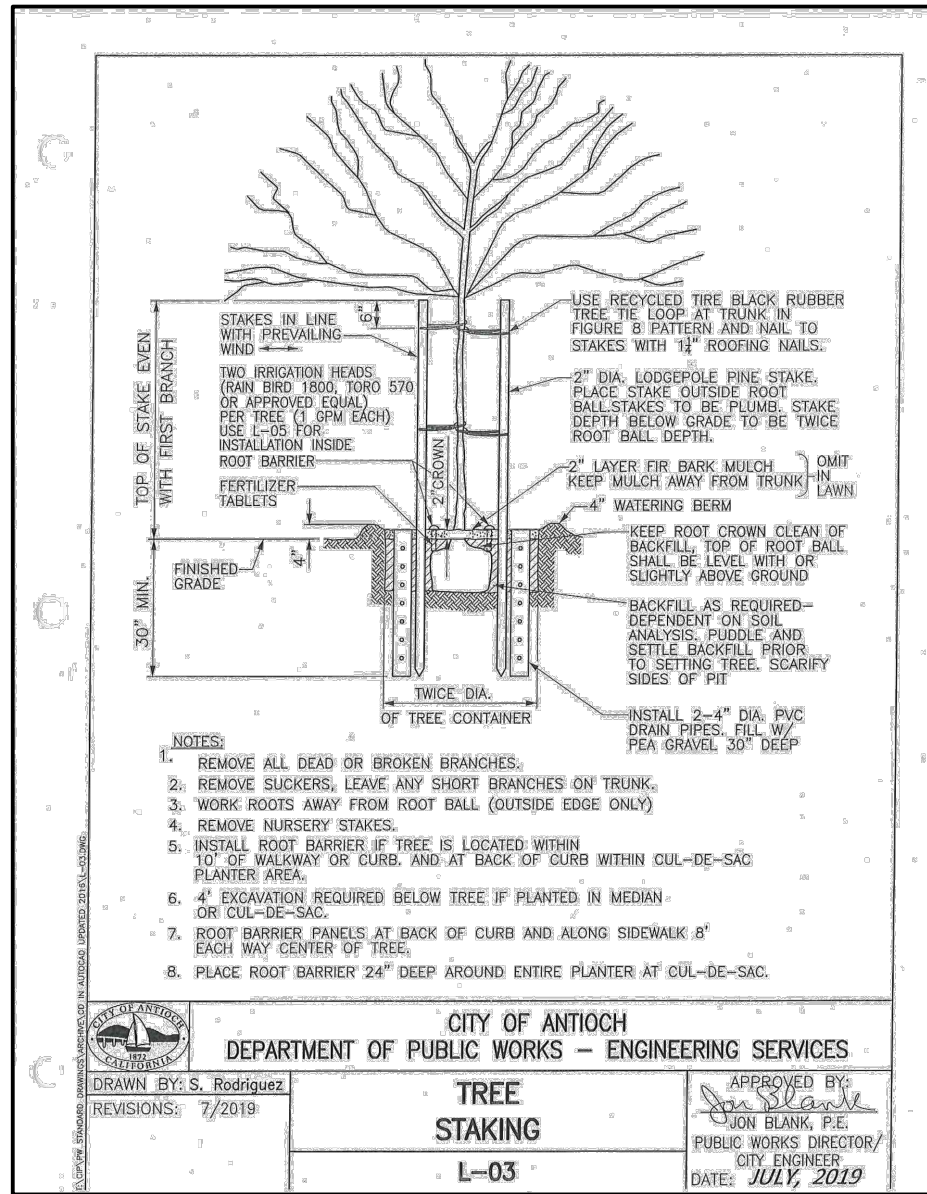 6"
STAKES IN LINE
WITH PREVAILING
WIND
USE RECYCLED TIRE BLACK RUBBER
TREE TIE LOOP AT TRUNK IN
FIGURE 8 PATTERN AND NAIL TO
STAKES WITH 1¼" ROOFING NAILS.
TOP OF STAKE EVEN
WITH FIRST BRANCH
TWO IRRIGATION HEADS
(RAIN BIRD 1800, TORO 570
OR APPROVED EQUAL)
PER TREE (1 GPM EACH)
USE L-05 FOR
INSTALLATION INSIDE
ROOT BARRIER
2" DIA. LODGEPOLE PINE STAKE.
PLACE STAKE OUTSIDE ROOT
BALL.STAKES TO BE PLUMB. STAKE
DEPTH BELOW GRADE TO BE TWICE
ROOT BALL DEPTH.
2"CROWN
2" LAYER FIR BARK MULCH
KEEP MULCH AWAY FROM TRUNK
OMIT
IN
LAWN
FERTILIZER
TABLETS
4" WATERING BERM
4"
FINISHED
GRADE
KEEP ROOT CROWN CLEAN OF
BACKFILL, TOP OF ROOT BALL
SHALL BE LEVEL WITH OR
SLIGHTLY ABOVE GROUND
30" MIN.
BACKFILL AS REQUIRED-
DEPENDENT ON SOIL
ANALYSIS. PUDDLE AND
SETTLE BACKFILL PRIOR
TO SETTING TREE. SCARIFY
SIDES OF PIT
TWICE DIA.
OF TREE CONTAINER
INSTALL 2-4" DIA. PVC
DRAIN PIPES. FILL W/
PEA GRAVEL 30" DEEP
NOTES:
1. REMOVE ALL DEAD OR BROKEN BRANCHES.
2. REMOVE SUCKERS, LEAVE ANY SHORT BRANCHES ON TRUNK.
3. WORK ROOTS AWAY FROM ROOT BALL (OUTSIDE EDGE ONLY)
4. REMOVE NURSERY STAKES.
5. INSTALL ROOT BARRIER IF TREE IS LOCATED WITHIN
10' OF WALKWAY OR CURB. AND AT BACK OF CURB WITHIN CUL-DE-SAC
PLANTER AREA.
6. 4' EXCAVATION REQUIRED BELOW TREE IF PLANTED IN MEDIAN
OR CUL-DE-SAC.
7. ROOT BARRIER PANELS AT BACK OF CURB AND ALONG SIDEWALK 8'
EACH WAY CENTER OF TREE.
8. PLACE ROOT BARRIER 24" DEEP AROUND ENTIRE PLANTER AT CUL-DE-SAC.
E:\CIP\PW_STANDARD DRAWINGS\ARCHIVE\CD IN AUTOCAD UPDATED 2016\L-03.DWG
CITY OF ANTIOCH
1872
CALIFORNIA
CITY OF ANTIOCH
DEPARTMENT OF PUBLIC WORKS - ENGINEERING SERVICES
DRAWN BY: S. Rodriguez
REVISIONS: 7/2019
TREE
STAKING
L-03
APPROVED BY:
Jon Blank
JON BLANK, P.E.
PUBLIC WORKS DIRECTOR/
CITY ENGINEER
DATE: JULY, 2019